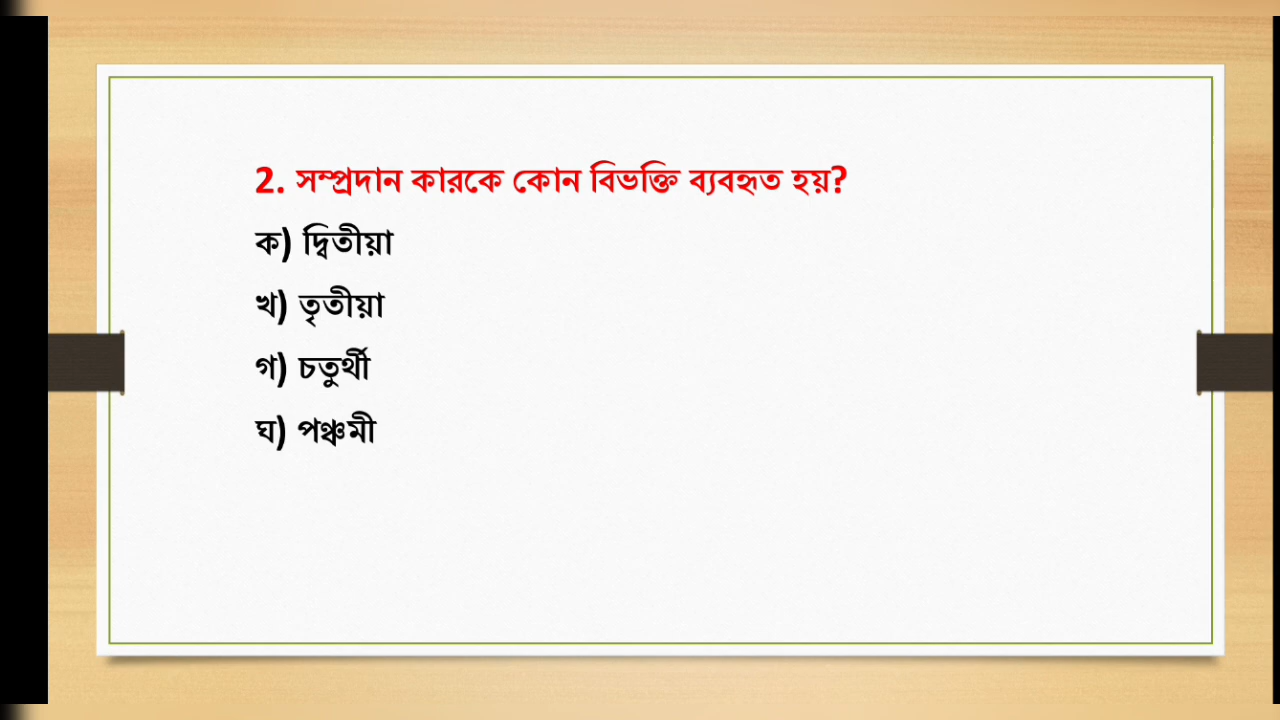 2. সম্প্রদান কারকে কোন বিভক্তি ব্যবহৃত হয়?
ক) দ্বিতীয়া
খ) তৃতীয়া
গ) চতুর্থী
ঘ) পঞ্চমী